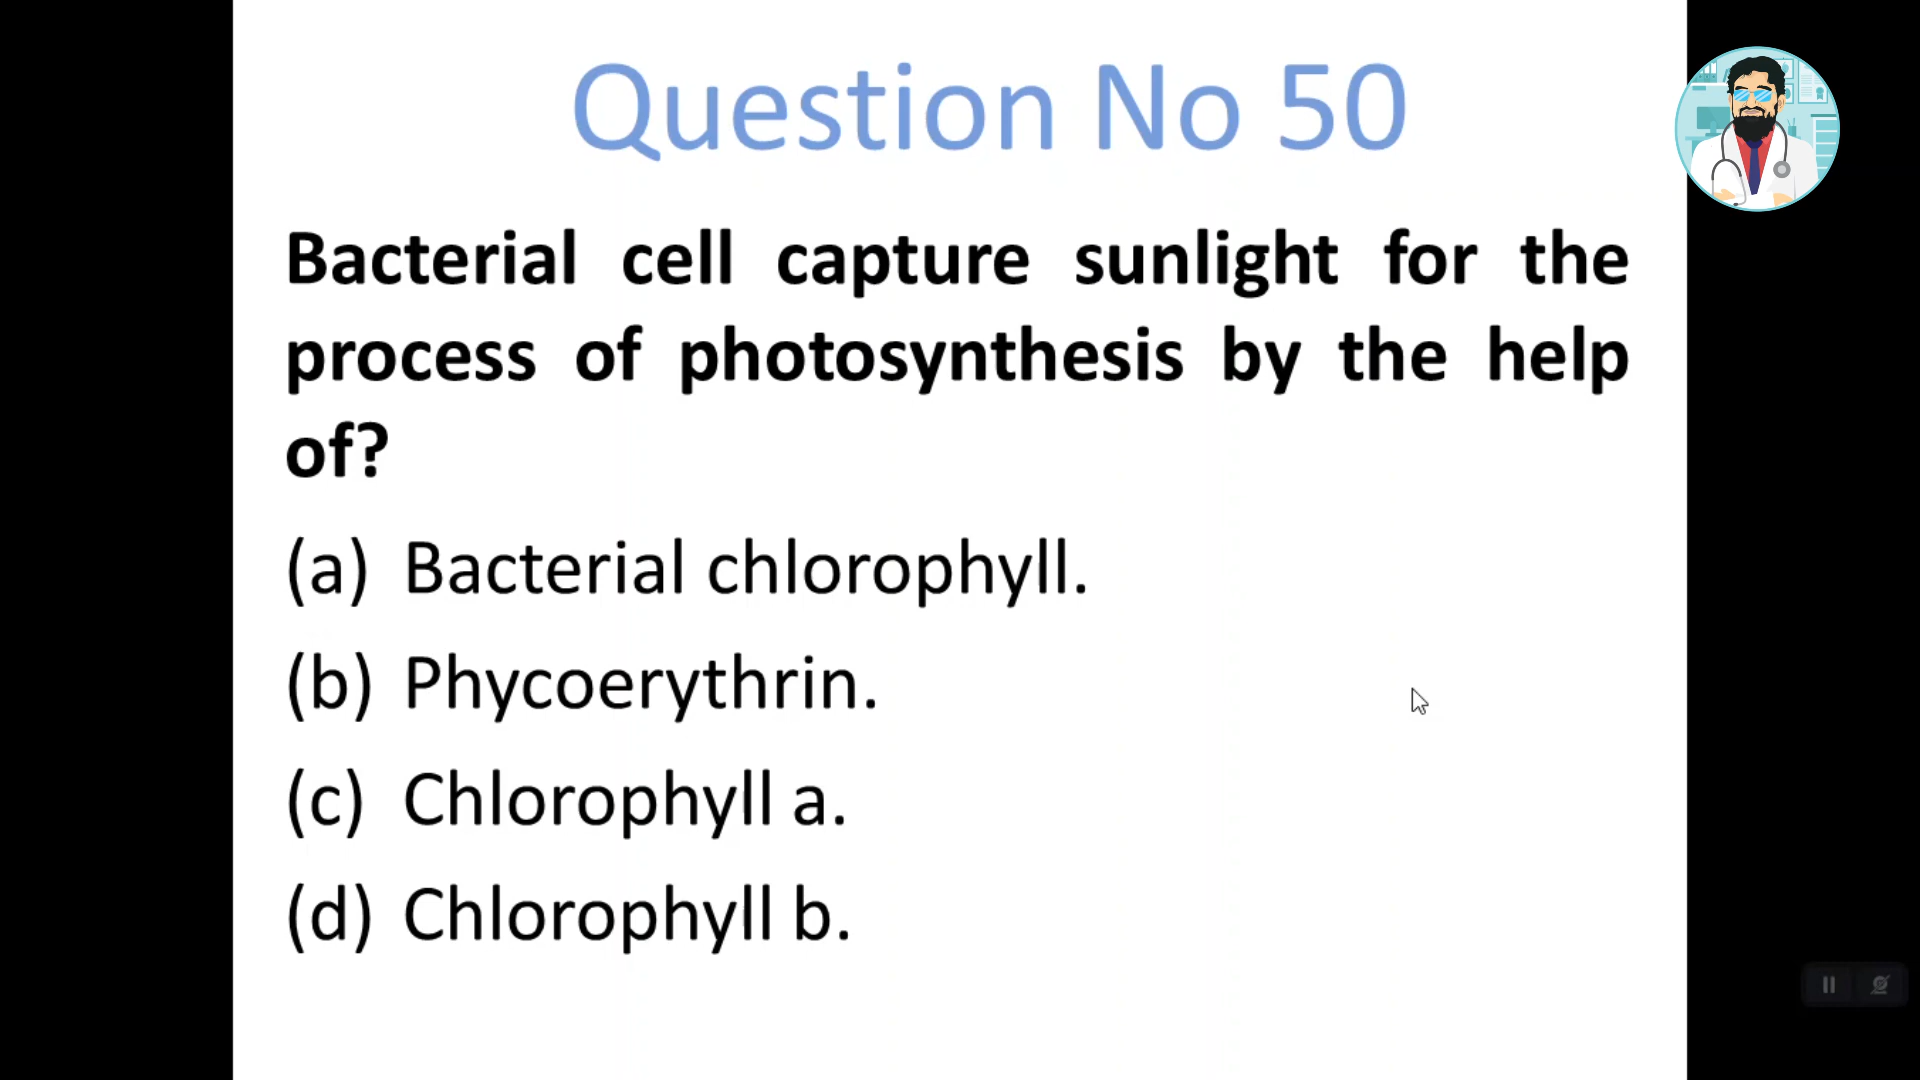 Question No 50
Bacterial cell capture sunlight for the
process of photosynthesis by the help
of?
(a) Bacterial chlorophyll.
(b) Phycoerythrin.
(c) Chlorophyll a.
(d) Chlorophyll b.